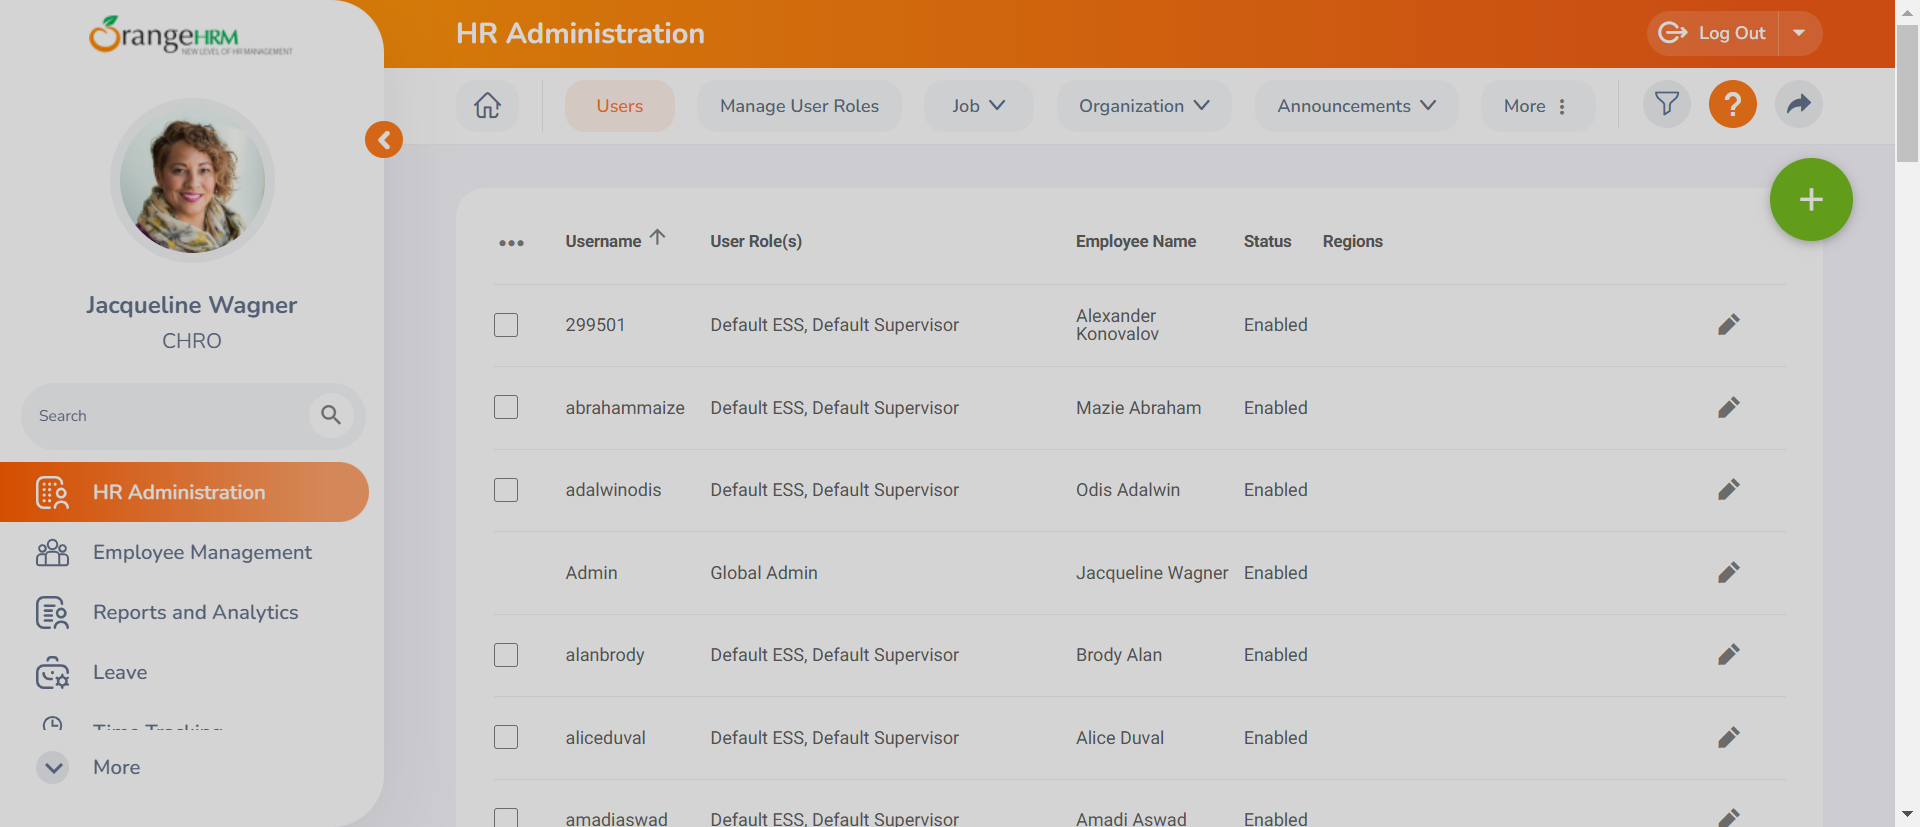 OrangeHRM
NEW LEVEL OF HR MANAGEMENT
HR Administration
Log Out
Users
Manage User Roles
Job
Organization
Announcements
More
Jacqueline Wagner
CHRO
Search
HR Administration
Employee Management
Reports and Analytics
Leave
Time Tracking
More
Username User Role(s) Employee Name Status Regions
299501 Default ESS, Default Supervisor Alexander Konovalov Enabled
abrahammaize Default ESS, Default Supervisor Mazie Abraham Enabled
adalwinodis Default ESS, Default Supervisor Odis Adalwin Enabled
Admin Global Admin Jacqueline Wagner Enabled
alanbrody Default ESS, Default Supervisor Brody Alan Enabled
aliceduval Default ESS, Default Supervisor Alice Duval Enabled
amadiaswad Default ESS, Default Supervisor Amadi Aswad Enabled